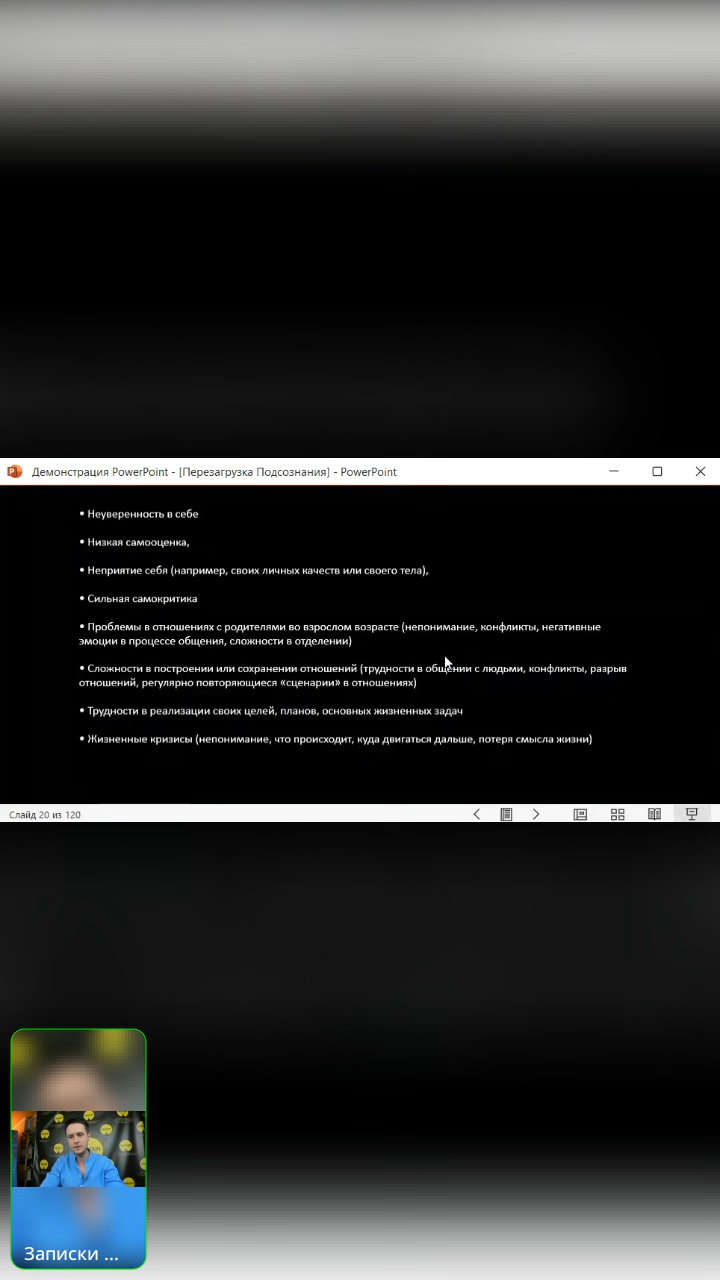 Демонстрация PowerPoint - [Перезагрузка Подсознания] - PowerPoint
• Неуверенность в себе
• Низкая самооценка,
• Неприятие себя (например, своих личных качеств или своего тела),
• Сильная самокритика
• Проблемы в отношениях с родителями во взрослом возрасте (непонимание, конфликты, негативные
эмоции в процессе общения, сложности в отделении)
• Сложности в построении или сохранении отношений (трудности в общении с людьми, конфликты, разрыв
отношений, регулярно повторяющиеся «сценарии» в отношениях)
• Трудности в реализации своих целей, планов, основных жизненных задач
• Жизненные кризисы (непонимание, что происходит, куда двигаться дальше, потеря смысла жизни)
Слайд 20 из 120
Записки ...